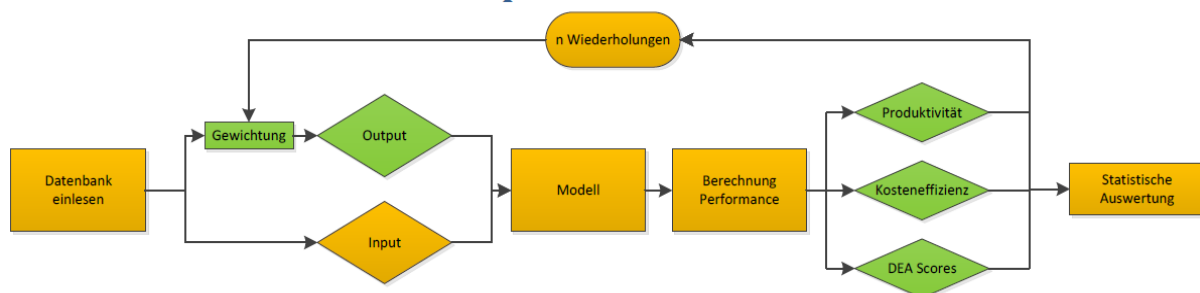 n Wiederholungen
Gewichtung
Output
Produktivität
Datenbank
einlesen
Modell
Berechnung
Performance
Kosteneffizienz
Statistische
Auswertung
Input
DEA Scores